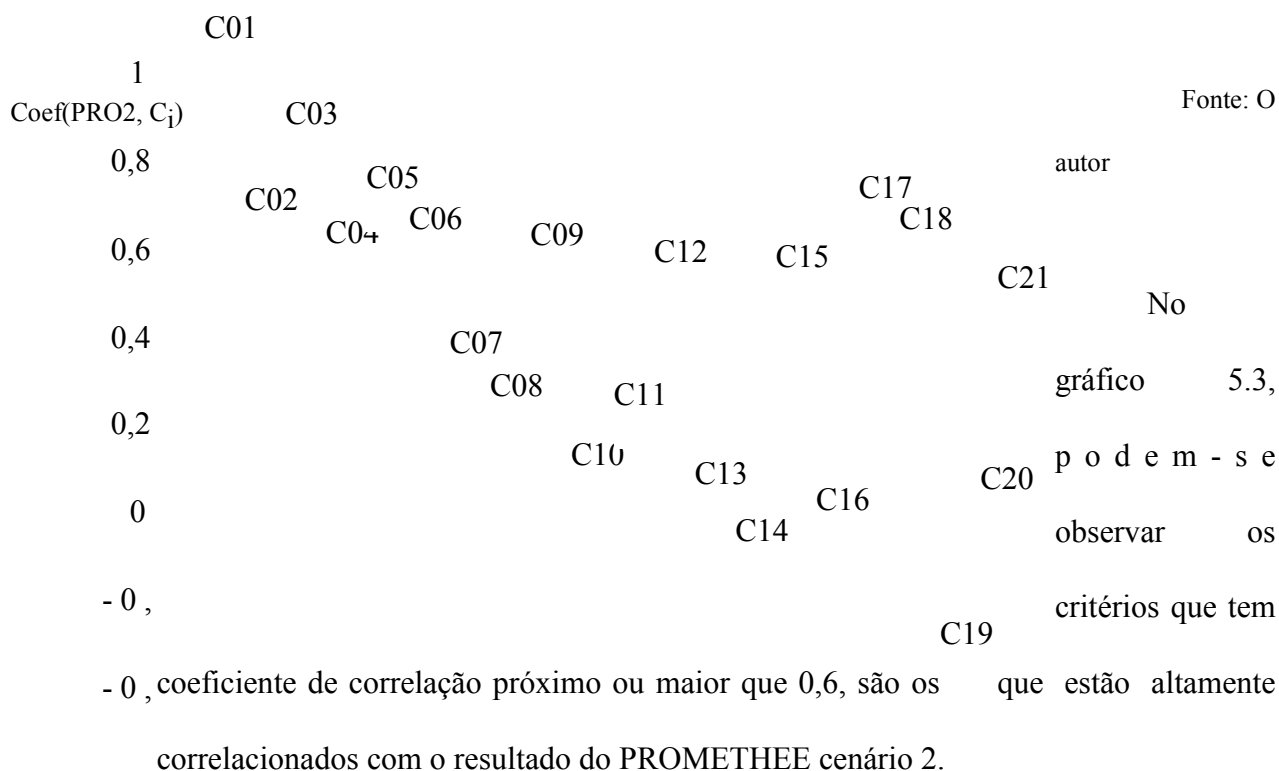 C01
1
Coef(PRO2, Ci)
C03
Fonte: O
0,8
autor
C05
C17
C02
C06
C18
C04
C09
0,6
C12
C15
C21
No
0,4
C07
C08
C11
gráfico 5.3,
0,2
C10
p o d e m - s e
C13
C20
C16
0
C14
observar os
- 0 ,
critérios que tem
C19
- 0 ,
coeficiente de correlação próximo ou maior que 0,6, são os que estão altamente
correlacionados com o resultado do PROMETHEE cenário 2.